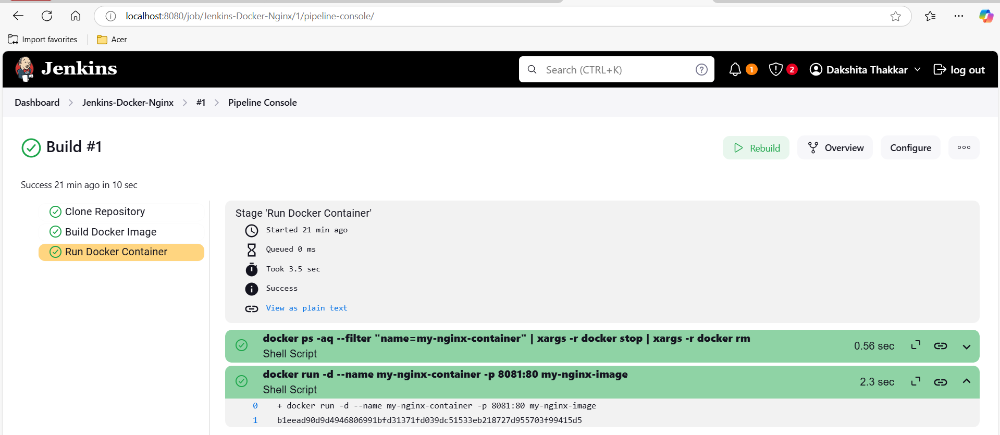 localhost:8080/job/Jenkins-Docker-Nginx/1/pipeline-console/
Import favorites
Acer
Jenkins
Search (CTRL+K)
1
2
Dakshita Thakkar
log out
Dashboard
Jenkins-Docker-Nginx
#1
Pipeline Console
Build #1
Rebuild
Overview
Configure
Success 21 min ago in 10 sec
Clone Repository
Build Docker Image
Run Docker Container
Stage 'Run Docker Container'
Started 21 min ago
Queued 0 ms
Took 3.5 sec
Success
View as plain text
docker ps -aq --filter "name=my-nginx-container" | xargs -r docker stop | xargs -r docker rm
Shell Script
0.56 sec
docker run -d --name my-nginx-container -p 8081:80 my-nginx-image
Shell Script
2.3 sec
0 + docker run -d --name my-nginx-container -p 8081:80 my-nginx-image
1 b1eead90d9d4946806991bfd31371fd039dc51533eb218727d955703f99415d5